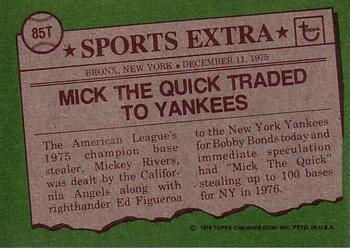 85T
SPORTS EXTRA
TOPPS
BRONX, NEW YORK • DECEMBER 11, 1975
MICK THE QUICK TRADED
TO YANKEES
The American League's
1975 champion base
stealer, Mickey Rivers,
was dealt by the Califor-
nia Angels along with
righthander Ed Figueroa
to the New York Yankees
for Bobby Bonds today and
immediate speculation
had "Mick The Quick"
stealing up to 100 bases
for NY in 1976.
© 1976 TOPPS CHEWING GUM, INC. PRTD. IN U.S.A.